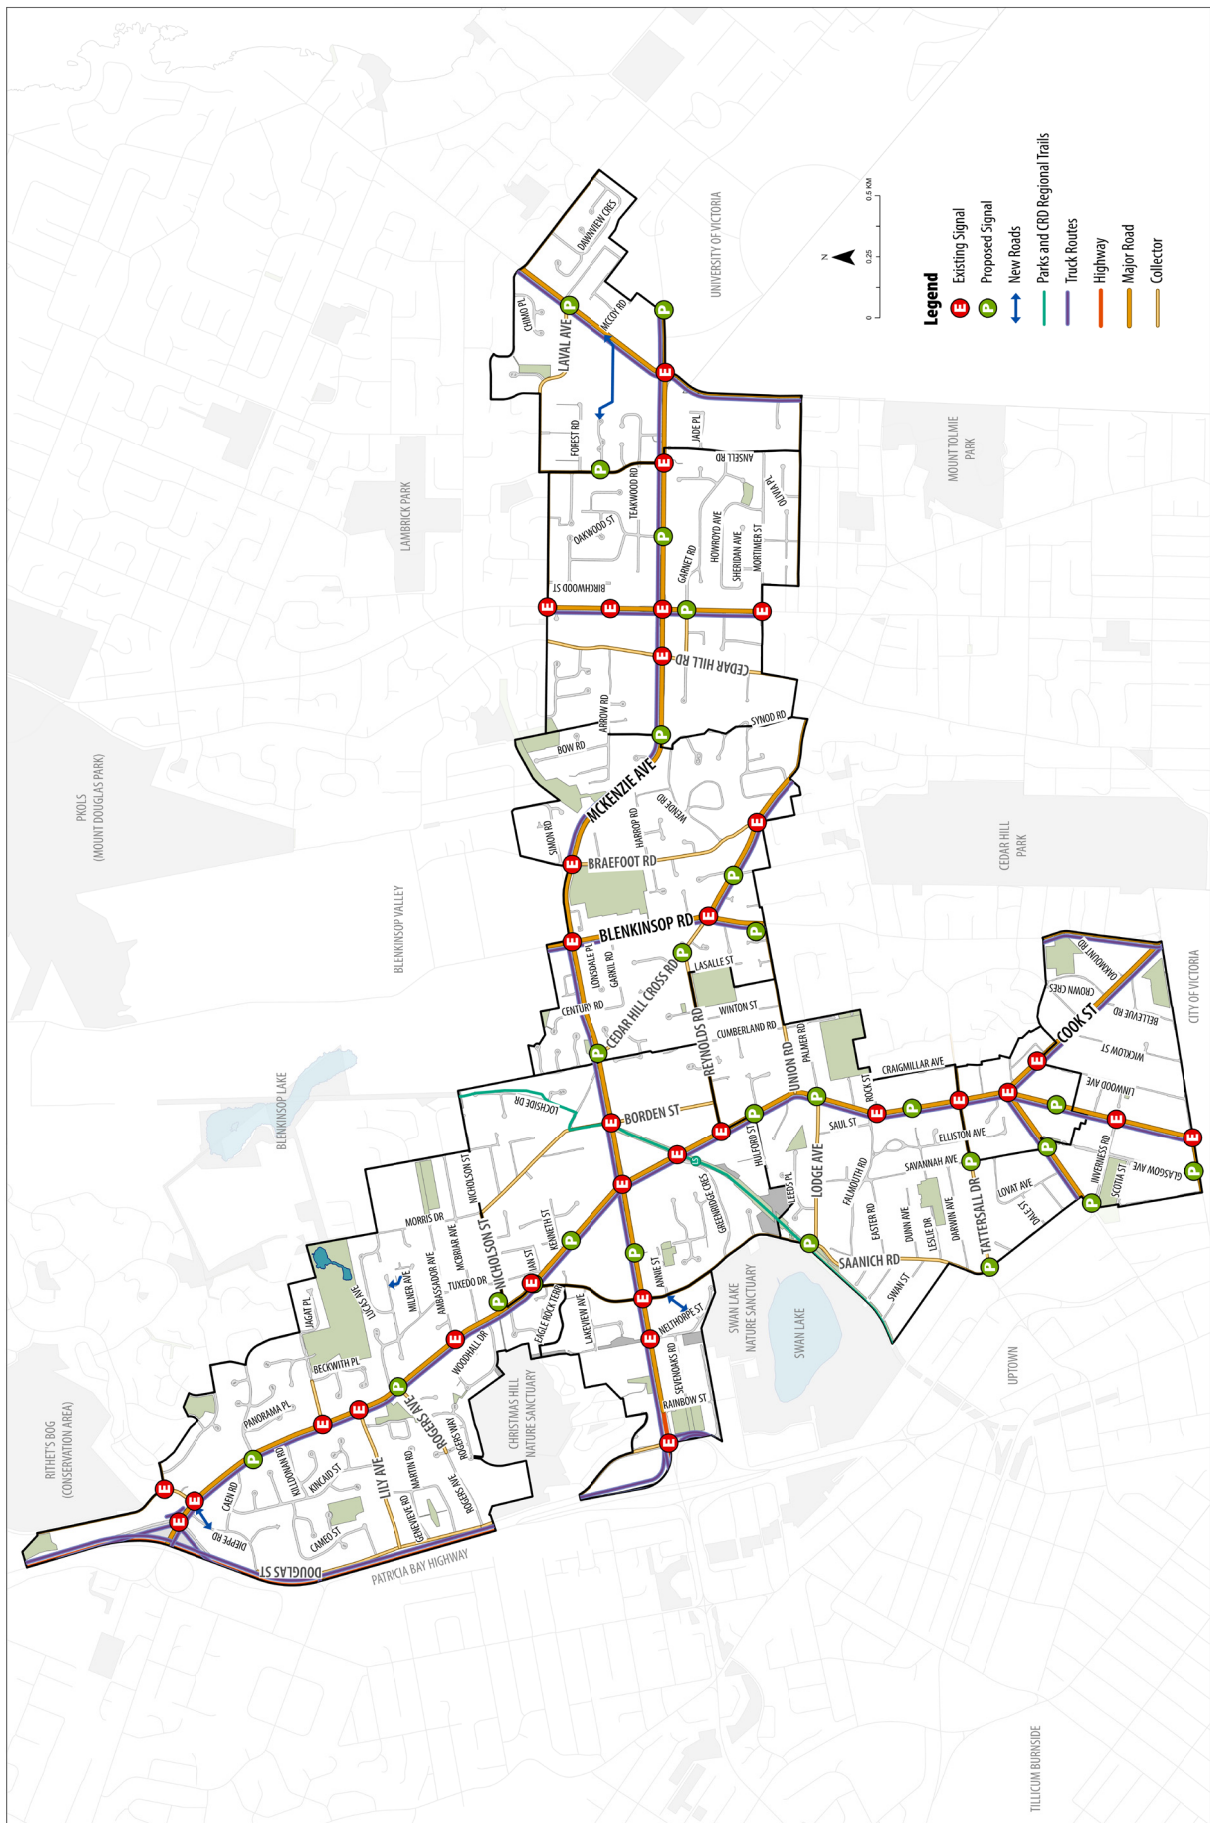 RITHET'S BOG
(CONSERVATION AREA)
PKOLS
(MOUNT DOUGLAS PARK)
BLENKINSOP LAKE
BLENKINSOP VALLEY
LAMBRICK PARK
UNIVERSITY OF VICTORIA
MOUNT TOLMIE
PARK
CEDAR HILL
PARK
CITY OF VICTORIA
CHRISTMAS HILL
NATURE SANCTUARY
SWAN LAKE
NATURE SANCTUARY
SWAN LAKE
UPTOWN
TILLICUM BURNSIDE
PATRICIA BAY HIGHWAY
DOUGLAS ST
DIEPPE RD
CAEN RD
KILLDONAN RD
KINCAID ST
CAMEO ST
LILY AVE
GENEVIEVE RD
MARTIN RD
ROGERS AVE
ROGERS WAY
ROGERS AVE
PANORAMA PL
BECKWITH PL
JAGAT PL
LUCAS AVE
MILNER AVE
AMBASSADOR AVE
MORRIS DR
MCBRIAR AVE
TUXEDO DR
WOODHALL DR
NICHOLSON ST
NICHOLSON ST
IAN ST
KENNETH ST
EAGLE ROCK TERR
LAKEVIEW AVE
LOCHSIDE DR
BORDEN ST
ANNIE ST
NELTHORPE ST
SEVENOAKS RD
RAINBOW ST
GREENRIDGE CRES
LEEDS PL
HULFORD ST
LODGE AVE
SAANICH RD
SWAN ST
FALMOUTH RD
EASTER RD
DUNN AVE
LESLIE DR
DARWIN AVE
SAVANNAH AVE
ELLISTON AVE
TATTERSALL DR
LOVAT AVE
DALE ST
INVERNESS RD
SCOTIA ST
GLASGOW AVE
LINWOOD AVE
WICKLOW ST
BELLEVUE RD
CROWN CRES
OAKMOUNT RD
COOK ST
CRAIGMILLAR AVE
ROCK ST
SAUL ST
PALMER RD
UNION RD
CUMBERLAND RD
WINTON ST
REYNOLDS RD
LASALLE ST
CEDAR HILL CROSS RD
CENTURY RD
LONSDALE PL
GARKIL RD
BLENKINSOP RD
BRAEFOOT RD
SIMON RD
HARROP RD
WENDE RD
MCKENZIE AVE
BOW RD
ARROW RD
SYNOD RD
CEDAR HILL RD
BIRCHWOOD ST
OAKWOOD ST
TEAKWOOD RD
GARNET RD
HOWROYD AVE
SHERIDAN AVE
MORTIMER ST
OLIVIA PL
ANSELL RD
JADE PL
FOREST RD
LAVAL AVE
CHIMO PL
MCCOY RD
DAWNVIEW CRES
N
0 0.25 0.5 KM
Legend
E Existing Signal
P Proposed Signal
New Roads
Parks and CRD Regional Trails
Truck Routes
Highway
Major Road
Collector